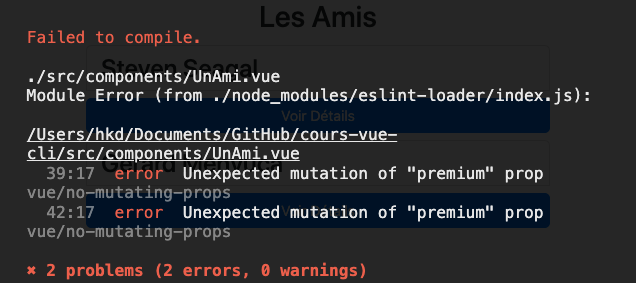 Les Amis
Failed to compile.
Steven Seagal
./src/components/UnAmi.vue
Module Error (from ./node_modules/eslint-loader/index.js):
Voir Détails
/Users/hkd/Documents/GitHub/cours-vue-
cli/src/components/UnAmi.vue
39:17 error Unexpected mutation of "premium" prop
vue/no-mutating-props
42:17 error Unexpected mutation of "premium" prop
vue/no-mutating-props
✖ 2 problems (2 errors, 0 warnings)